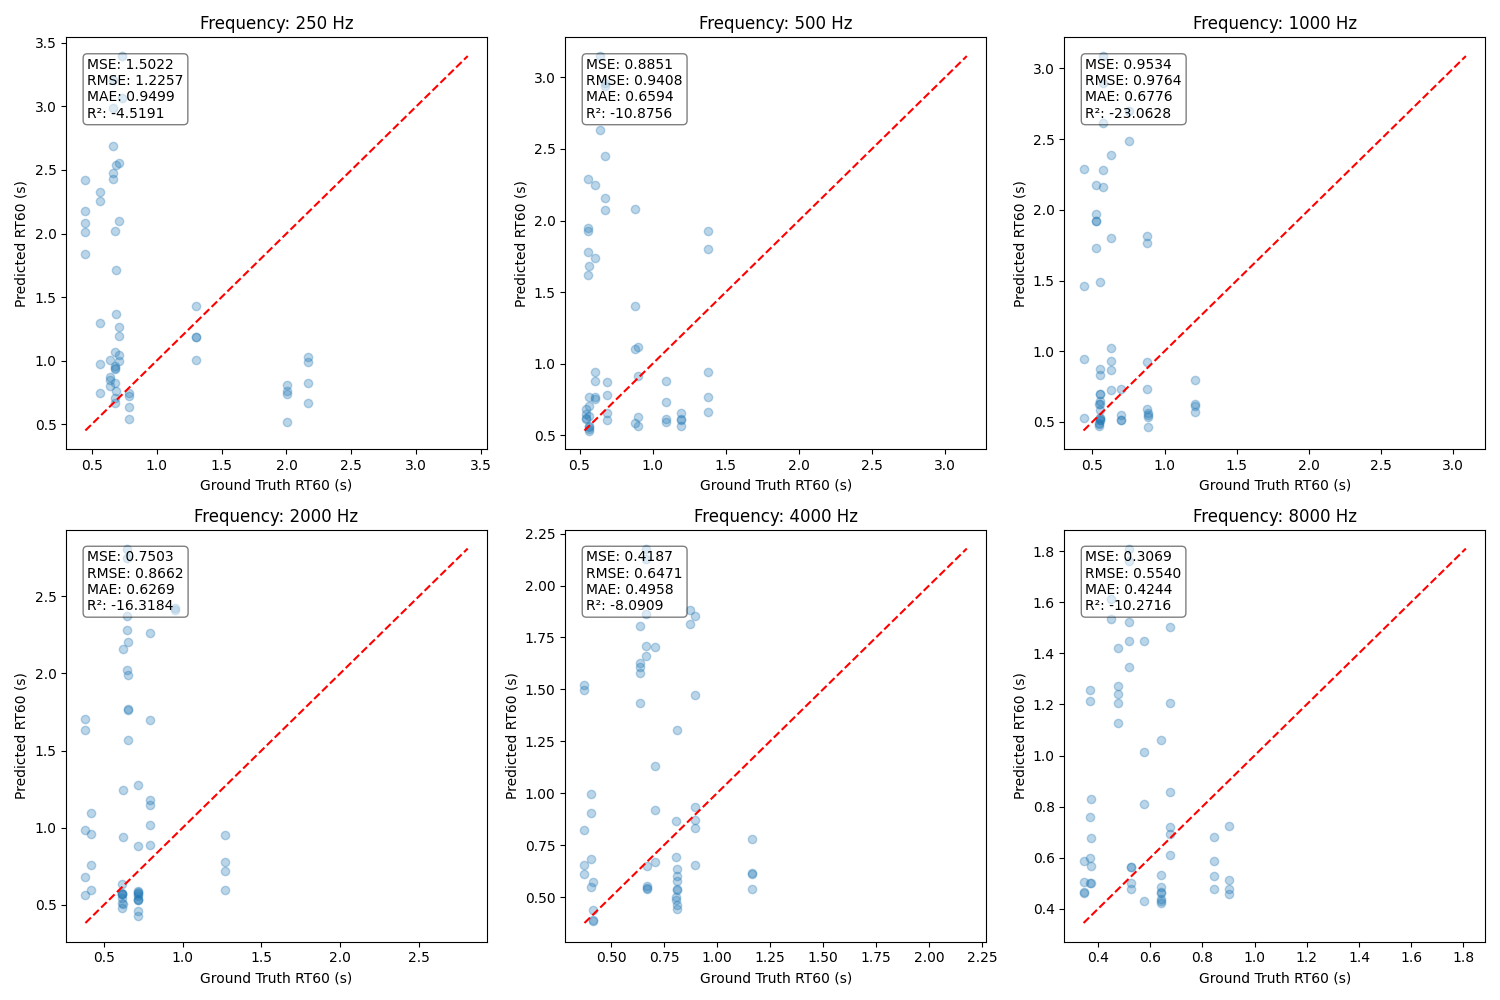 Frequency: 250 Hz
MSE: 1.5022
RMSE: 1.2257
MAE: 0.9499
R²: -4.5191
3.5
3.0
2.5
2.0
1.5
1.0
0.5
Predicted RT60 (s)
0.5 1.0 1.5 2.0 2.5 3.0 3.5
Ground Truth RT60 (s)
Frequency: 500 Hz
MSE: 0.8851
RMSE: 0.9408
MAE: 0.6594
R²: -10.8756
3.0
2.5
2.0
1.5
1.0
0.5
Predicted RT60 (s)
0.5 1.0 1.5 2.0 2.5 3.0
Ground Truth RT60 (s)
Frequency: 1000 Hz
MSE: 0.9534
RMSE: 0.9764
MAE: 0.6776
R²: -23.0628
3.0
2.5
2.0
1.5
1.0
0.5
Predicted RT60 (s)
0.5 1.0 1.5 2.0 2.5 3.0
Ground Truth RT60 (s)
Frequency: 2000 Hz
MSE: 0.7503
RMSE: 0.8662
MAE: 0.6269
R²: -16.3184
2.5
2.0
1.5
1.0
0.5
Predicted RT60 (s)
0.5 1.0 1.5 2.0 2.5
Ground Truth RT60 (s)
Frequency: 4000 Hz
MSE: 0.4187
RMSE: 0.6471
MAE: 0.4958
R²: -8.0909
2.25
2.00
1.75
1.50
1.25
1.00
0.75
0.50
Predicted RT60 (s)
0.50 0.75 1.00 1.25 1.50 1.75 2.00 2.25
Ground Truth RT60 (s)
Frequency: 8000 Hz
MSE: 0.3069
RMSE: 0.5540
MAE: 0.4244
R²: -10.2716
1.8
1.6
1.4
1.2
1.0
0.8
0.6
0.4
Predicted RT60 (s)
0.4 0.6 0.8 1.0 1.2 1.4 1.6 1.8
Ground Truth RT60 (s)